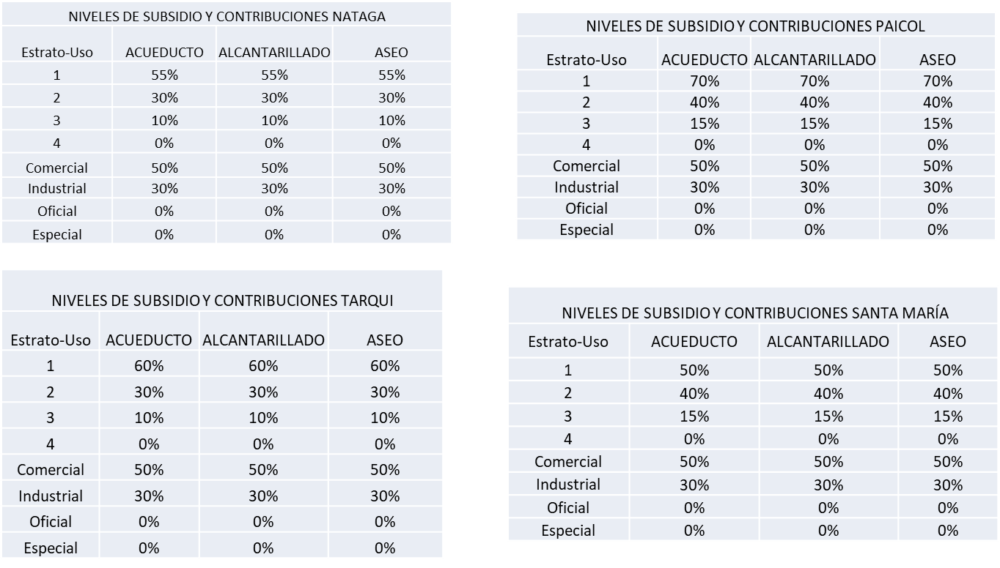 NIVELES DE SUBSIDIO Y CONTRIBUCIONES NATAGA
Estrato-Uso ACUEDUCTO ALCANTARILLADO ASEO
1 55% 55% 55%
2 30% 30% 30%
3 10% 10% 10%
4 0% 0% 0%
Comercial 50% 50% 50%
Industrial 30% 30% 30%
Oficial 0% 0% 0%
Especial 0% 0% 0%
NIVELES DE SUBSIDIO Y CONTRIBUCIONES PAICOL
Estrato-Uso ACUEDUCTO ALCANTARILLADO ASEO
1 70% 70% 70%
2 40% 40% 40%
3 15% 15% 15%
4 0% 0% 0%
Comercial 50% 50% 50%
Industrial 30% 30% 30%
Oficial 0% 0% 0%
Especial 0% 0% 0%
NIVELES DE SUBSIDIO Y CONTRIBUCIONES TARQUI
Estrato-Uso ACUEDUCTO ALCANTARILLADO ASEO
1 60% 60% 60%
2 30% 30% 30%
3 10% 10% 10%
4 0% 0% 0%
Comercial 50% 50% 50%
Industrial 30% 30% 30%
Oficial 0% 0% 0%
Especial 0% 0% 0%
NIVELES DE SUBSIDIO Y CONTRIBUCIONES SANTA MARÍA
Estrato-Uso ACUEDUCTO ALCANTARILLADO ASEO
1 50% 50% 50%
2 40% 40% 40%
3 15% 15% 15%
4 0% 0% 0%
Comercial 50% 50% 50%
Industrial 30% 30% 30%
Oficial 0% 0% 0%
Especial 0% 0% 0%